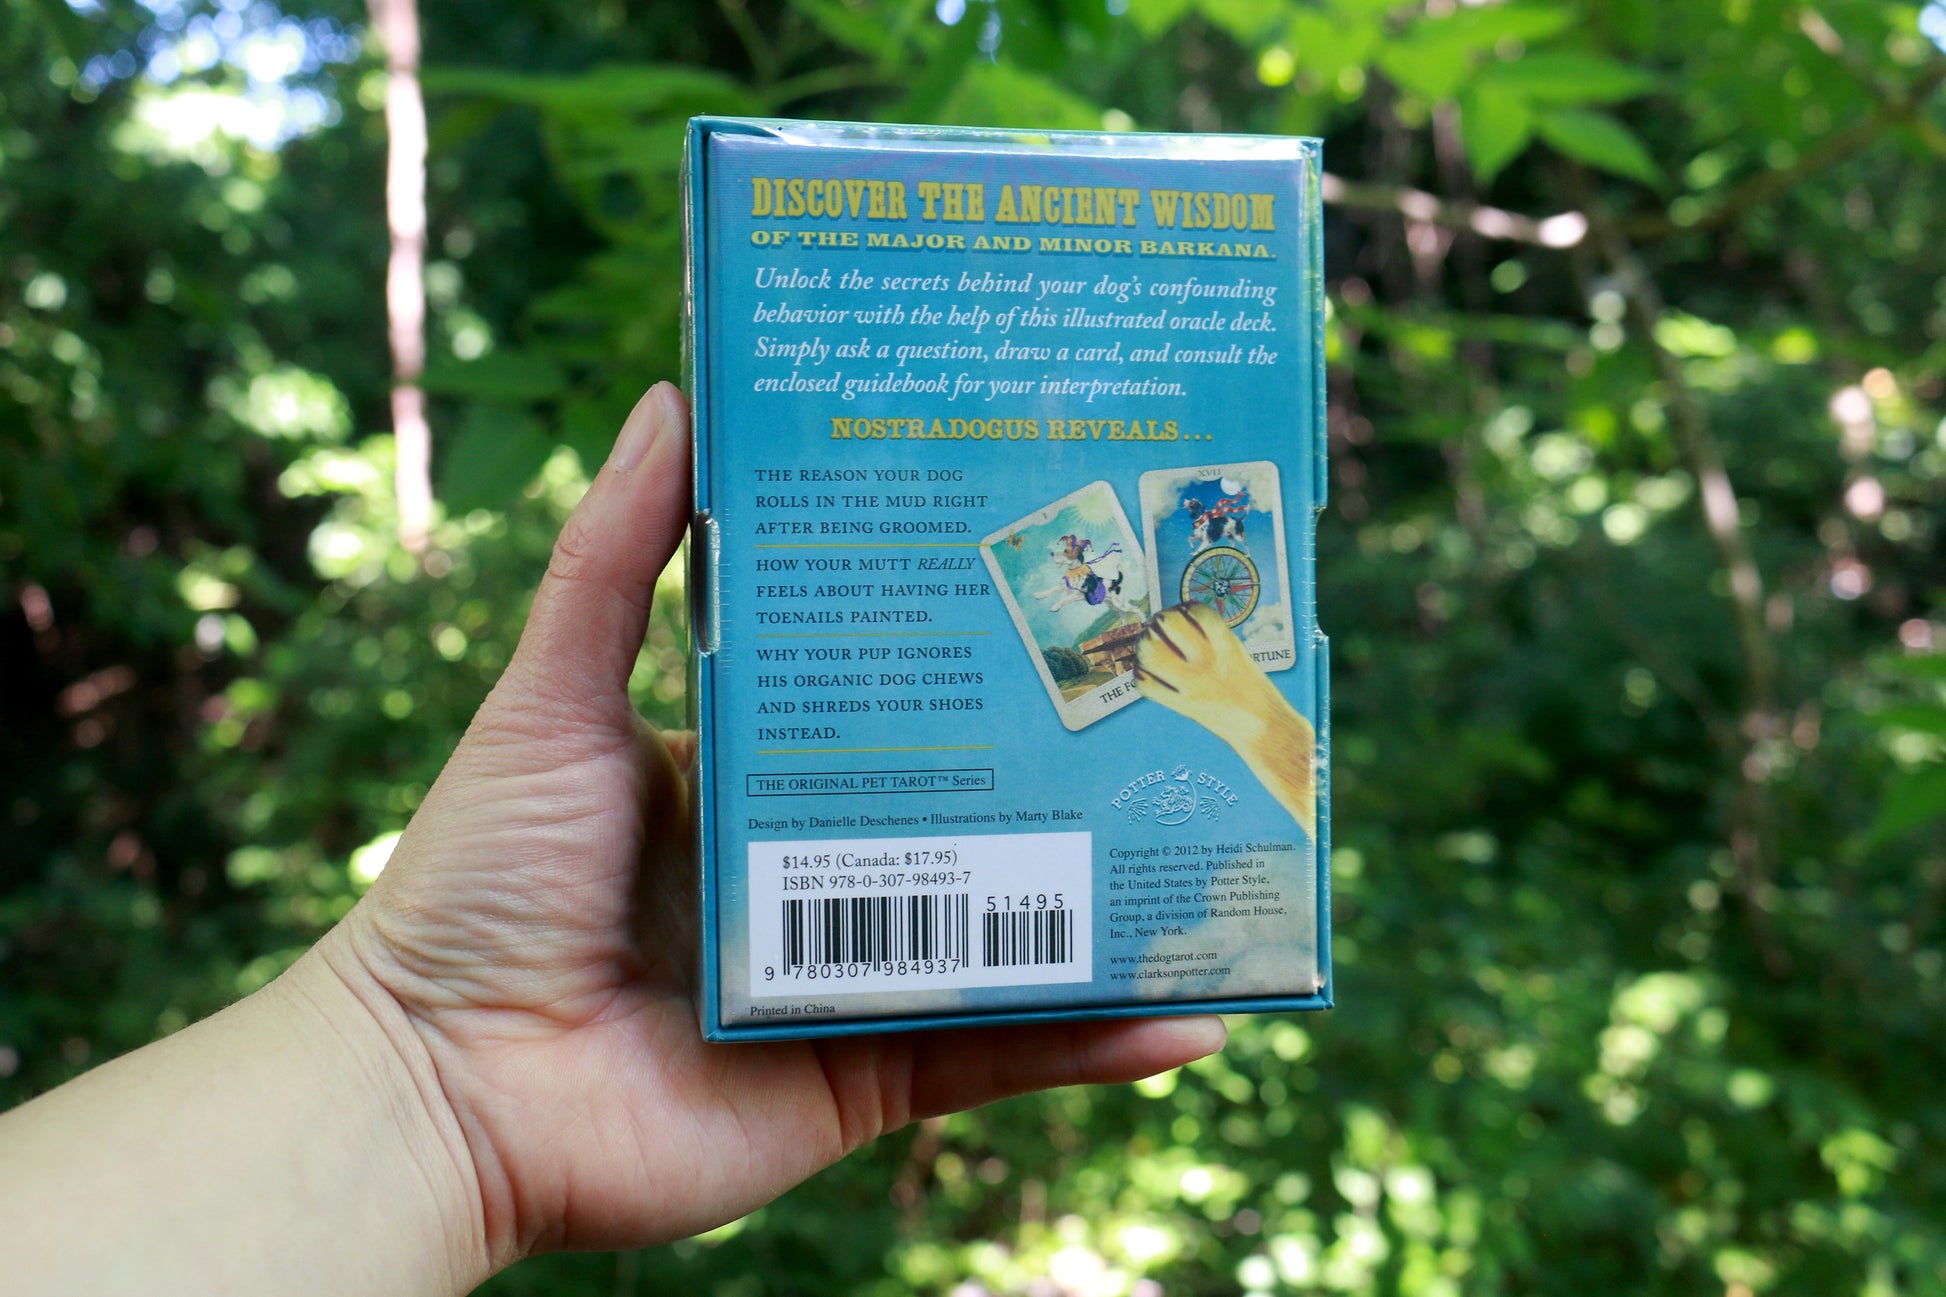 DISCOVER THE ANCIENT WISDOM
OF THE MAJOR AND MINOR BARKANA.
Unlock the secrets behind your dog's confounding
behavior with the help of this illustrated oracle deck.
Simply ask a question, draw a card, and consult the
enclosed guidebook for your interpretation.
NOSTRADOGUS REVEALS...
THE REASON YOUR DOG
ROLLS IN THE MUD RIGHT
AFTER BEING GROOMED.
HOW YOUR MUTT REALLY
FEELS ABOUT HAVING HER
TOENAILS PAINTED.
WHY YOUR PUP IGNORES
HIS ORGANIC DOG CHEWS
AND SHREDS YOUR SHOES
INSTEAD.
I
THE FO
XVII
RTUNE
THE ORIGINAL PET TAROT™ Series
Design by Danielle Deschenes • Illustrations by Marty Blake
POTTER STYLE
$14.95 (Canada: $17.95)
ISBN 978-0-307-98493-7
51495
9 780307 984937
Printed in China
Copyright © 2012 by Heidi Schulman.
All rights reserved. Published in
the United States by Potter Style,
an imprint of the Crown Publishing
Group, a division of Random House,
Inc., New York.
www.thedogtarot.com
www.clarksonpotter.com